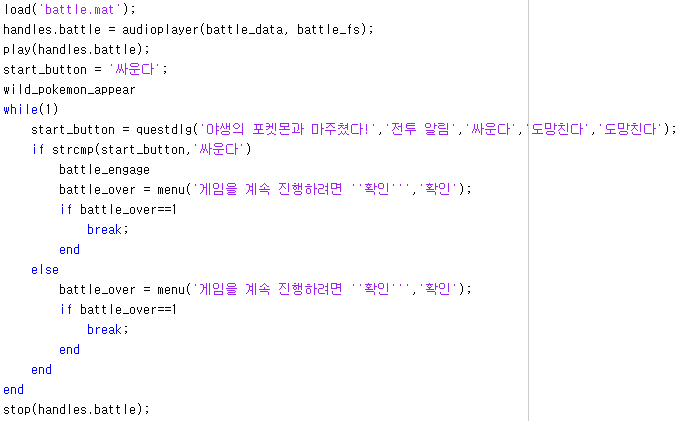 load('battle.mat');
handles.battle = audioplayer(battle_data, battle_fs);
play(handles.battle);
start_button = '싸운다';
wild_pokemon_appear
while(1)
    start_button = questdlg('야생의 포켓몬과 마주쳤다!','전투 알림','싸운다','도망친다','도망친다');
    if strcmp(start_button,'싸운다')
        battle_engage
        battle_over = menu('게임을 계속 진행하려면 ''확인''','확인');
        if battle_over==1
            break;
        end
    else
        battle_over = menu('게임을 계속 진행하려면 ''확인''','확인');
        if battle_over==1
            break;
        end
    end
end
stop(handles.battle);